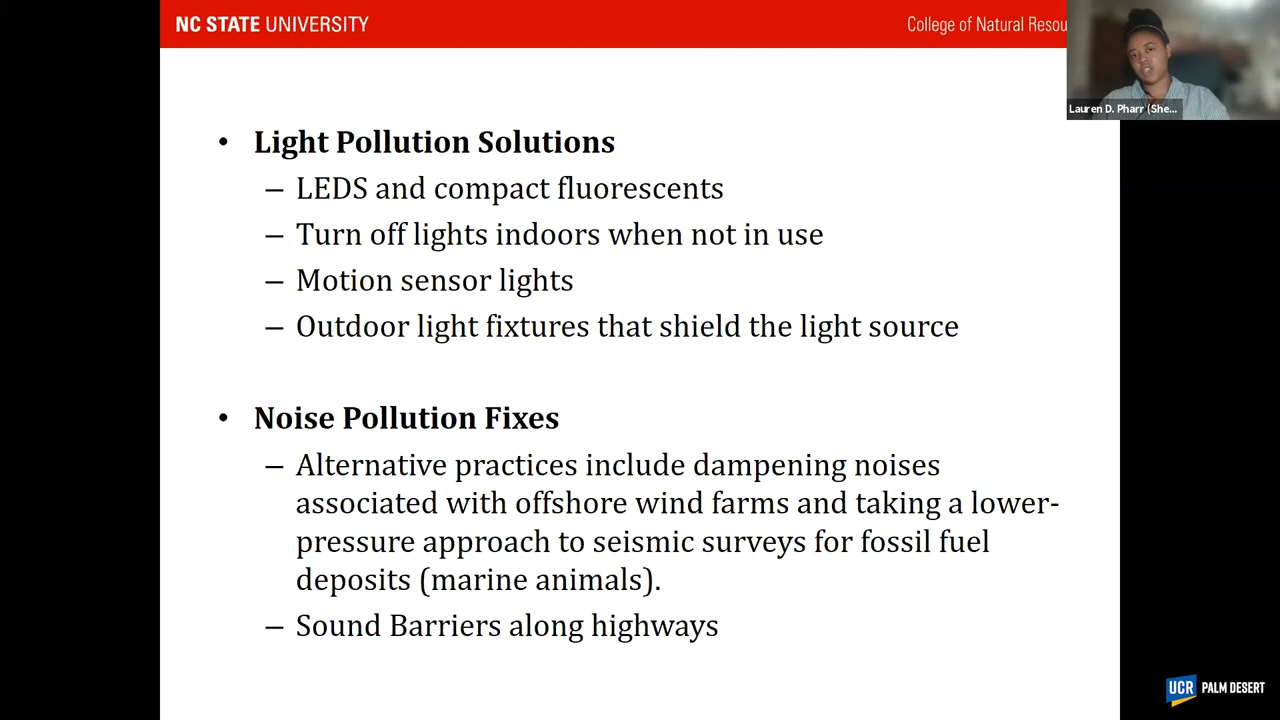 NC STATE UNIVERSITY
College of Natural Resou
Lauren D. Pharr (She...
• Light Pollution Solutions
– LEDS and compact fluorescents
– Turn off lights indoors when not in use
– Motion sensor lights
– Outdoor light fixtures that shield the light source
• Noise Pollution Fixes
– Alternative practices include dampening noises
associated with offshore wind farms and taking a lower-
pressure approach to seismic surveys for fossil fuel
deposits (marine animals).
– Sound Barriers along highways
UCR PALM DESERT